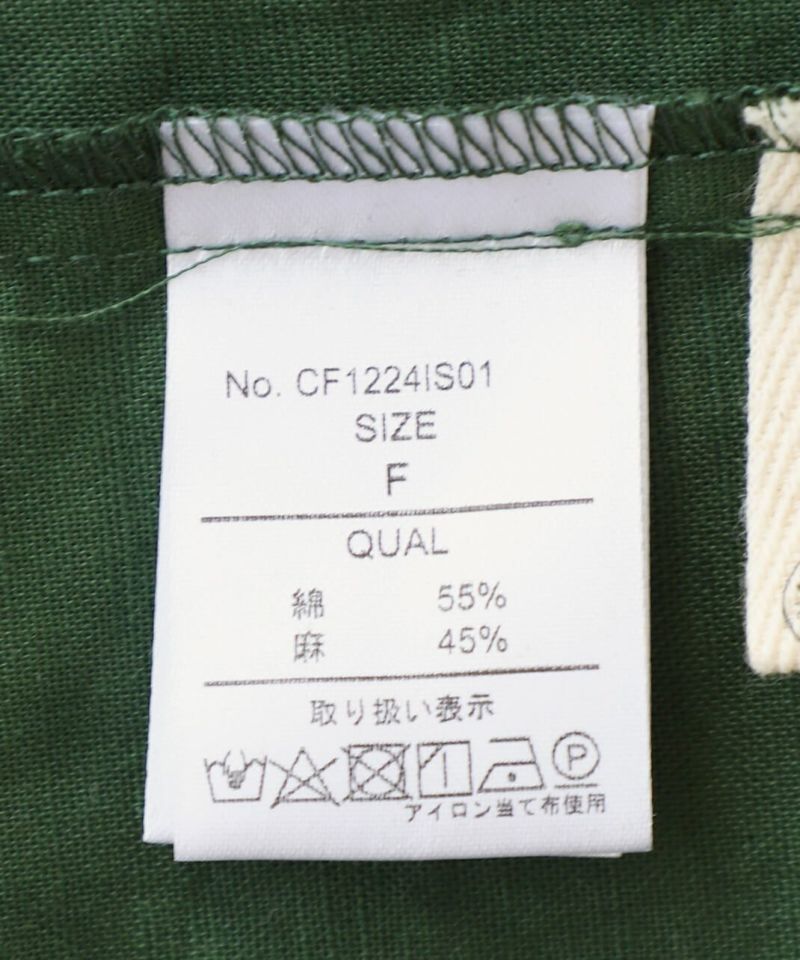 No. CF1224IS01
SIZE
F
QUAL
綿 55%
麻 45%
取り扱い表示
P
アイロン当て布使用